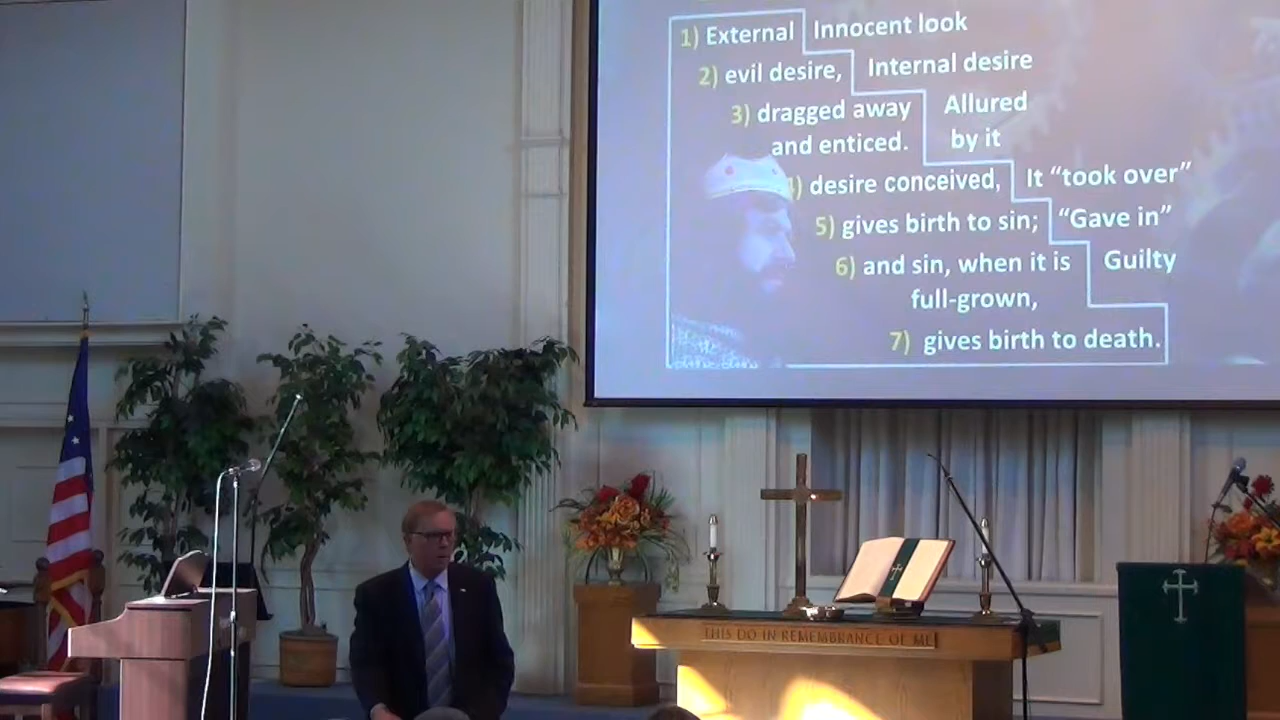 1) External Innocent look
2) evil desire, Internal desire
3) dragged away Allured
and enticed. by it
4) desire conceived, It “took over”
5) gives birth to sin; “Gave in”
6) and sin, when it is Guilty
full-grown,
7) gives birth to death.
THIS DO IN REMEMBRANCE OF ME